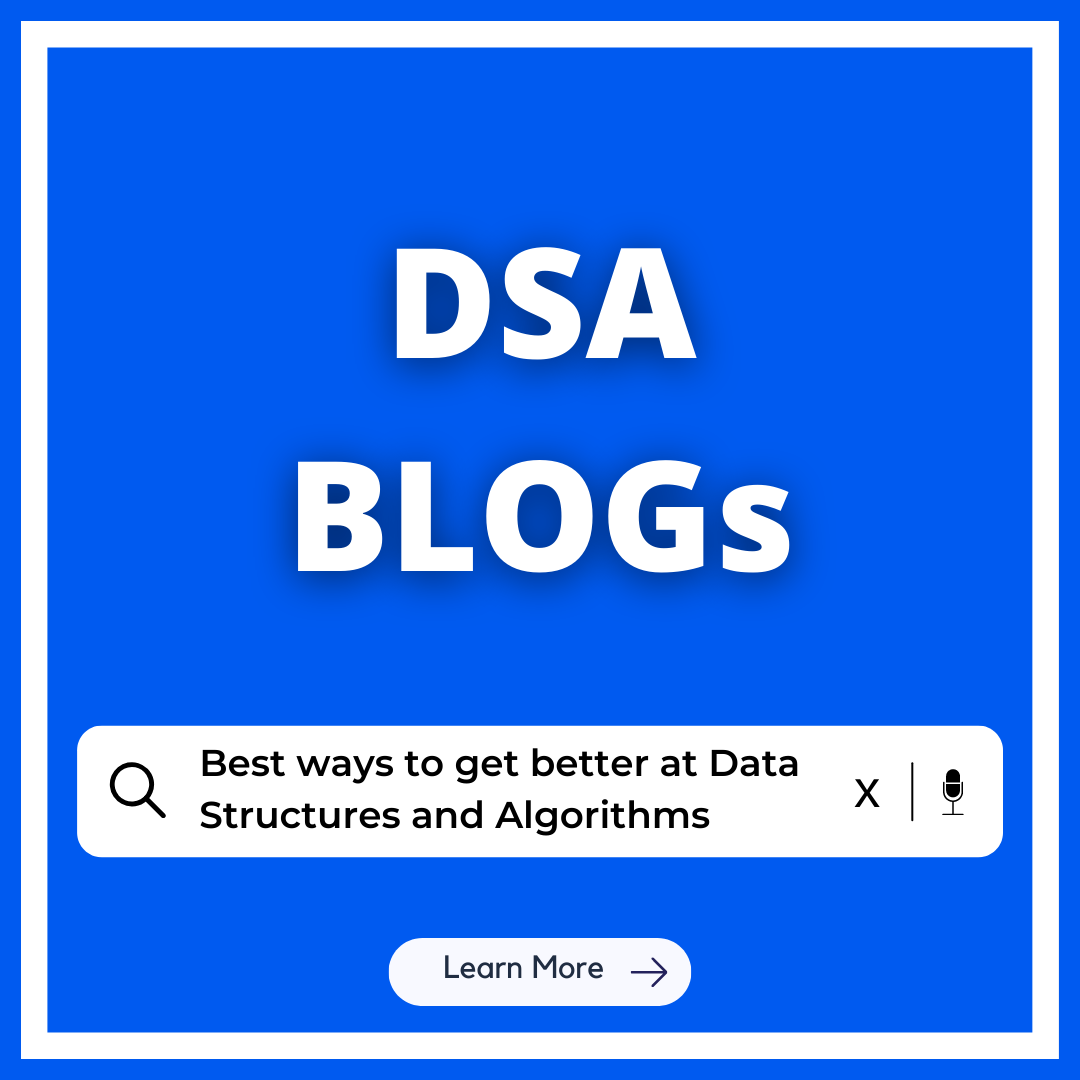 DSA
BLOGs
Best ways to get better at Data
Structures and Algorithms
X
Learn More